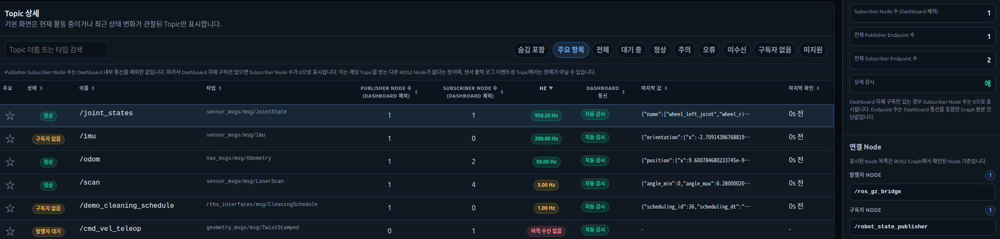 Topic 상세
기본 화면은 현재 활동 중이거나 최근 상태 변화가 관찰된 Topic만 표시합니다.
Topic 이름 또는 타입 검색
숨김 포함 주요 항목 전체 대기 중 정상 주의 오류 미수신 구독자 없음 미지원
Publisher·Subscriber Node 수는 Dashboard 내부 통신을 제외한 값입니다. 따라서 Dashboard 자체 구독만 있으면 Subscriber Node 수가 0으로 표시됩니다. 이는 해당 Topic을 받는 다른 ROS2 Node가 없다는 뜻이며, 센서 출력·로그·이벤트성 Topic에서는 장애가 아닐 수 있습니다.
주요 상태 ↕ 이름 ↕ 타입 ↕ PUBLISHER NODE 수 (DASHBOARD 제외) ↕ SUBSCRIBER NODE 수 (DASHBOARD 제외) ↕ HZ ▼ DASHBOARD 통신 ↕ 마지막 값 ↕ 마지막 확인 ↕
☆ 정상 /joint_states sensor_msgs/msg/JointState 1 1 958.20 Hz 자동 감시 {"name":["wheel_left_joint","wheel_ri… 0s 전
☆ 구독자 없음 /imu sensor_msgs/msg/Imu 1 0 200.00 Hz 자동 감시 {"orientation":{"x":-2.70914386768819… 0s 전
☆ 정상 /odom nav_msgs/msg/Odometry 1 2 50.00 Hz 자동 감시 {"position":{"x":9.600784680233745e-9… 0s 전
☆ 정상 /scan sensor_msgs/msg/LaserScan 1 4 5.00 Hz 자동 감시 {"angle_min":0,"angle_max":6.28000020… 0s 전
☆ 구독자 없음 /demo_cleaning_schedule rths_interfaces/msg/CleaningSchedule 1 0 1.00 Hz 자동 감시 {"scheduling_id":36,"scheduling_dt":"… 0s 전
☆ 발행자 대기 /cmd_vel_teleop geometry_msgs/msg/TwistStamped 0 1 아직 수신 없음 자동 감시 - -
Subscriber Node 수 (Dashboard 제외) 1
전체 Publisher Endpoint 수 1
전체 Subscriber Endpoint 수 2
상세 감시 예
Dashboard 자체 구독만 있는 경우 Subscriber Node 수는 0으로 표
시됩니다. Endpoint 수는 Dashboard 통신을 포함한 Graph 원본 진
단값입니다.
연결 Node
표시된 Node 목록은 ROS2 Graph에서 확인된 Node 기준입니다.
발행자 NODE 1
/ros_gz_bridge
구독자 NODE 1
/robot_state_publisher